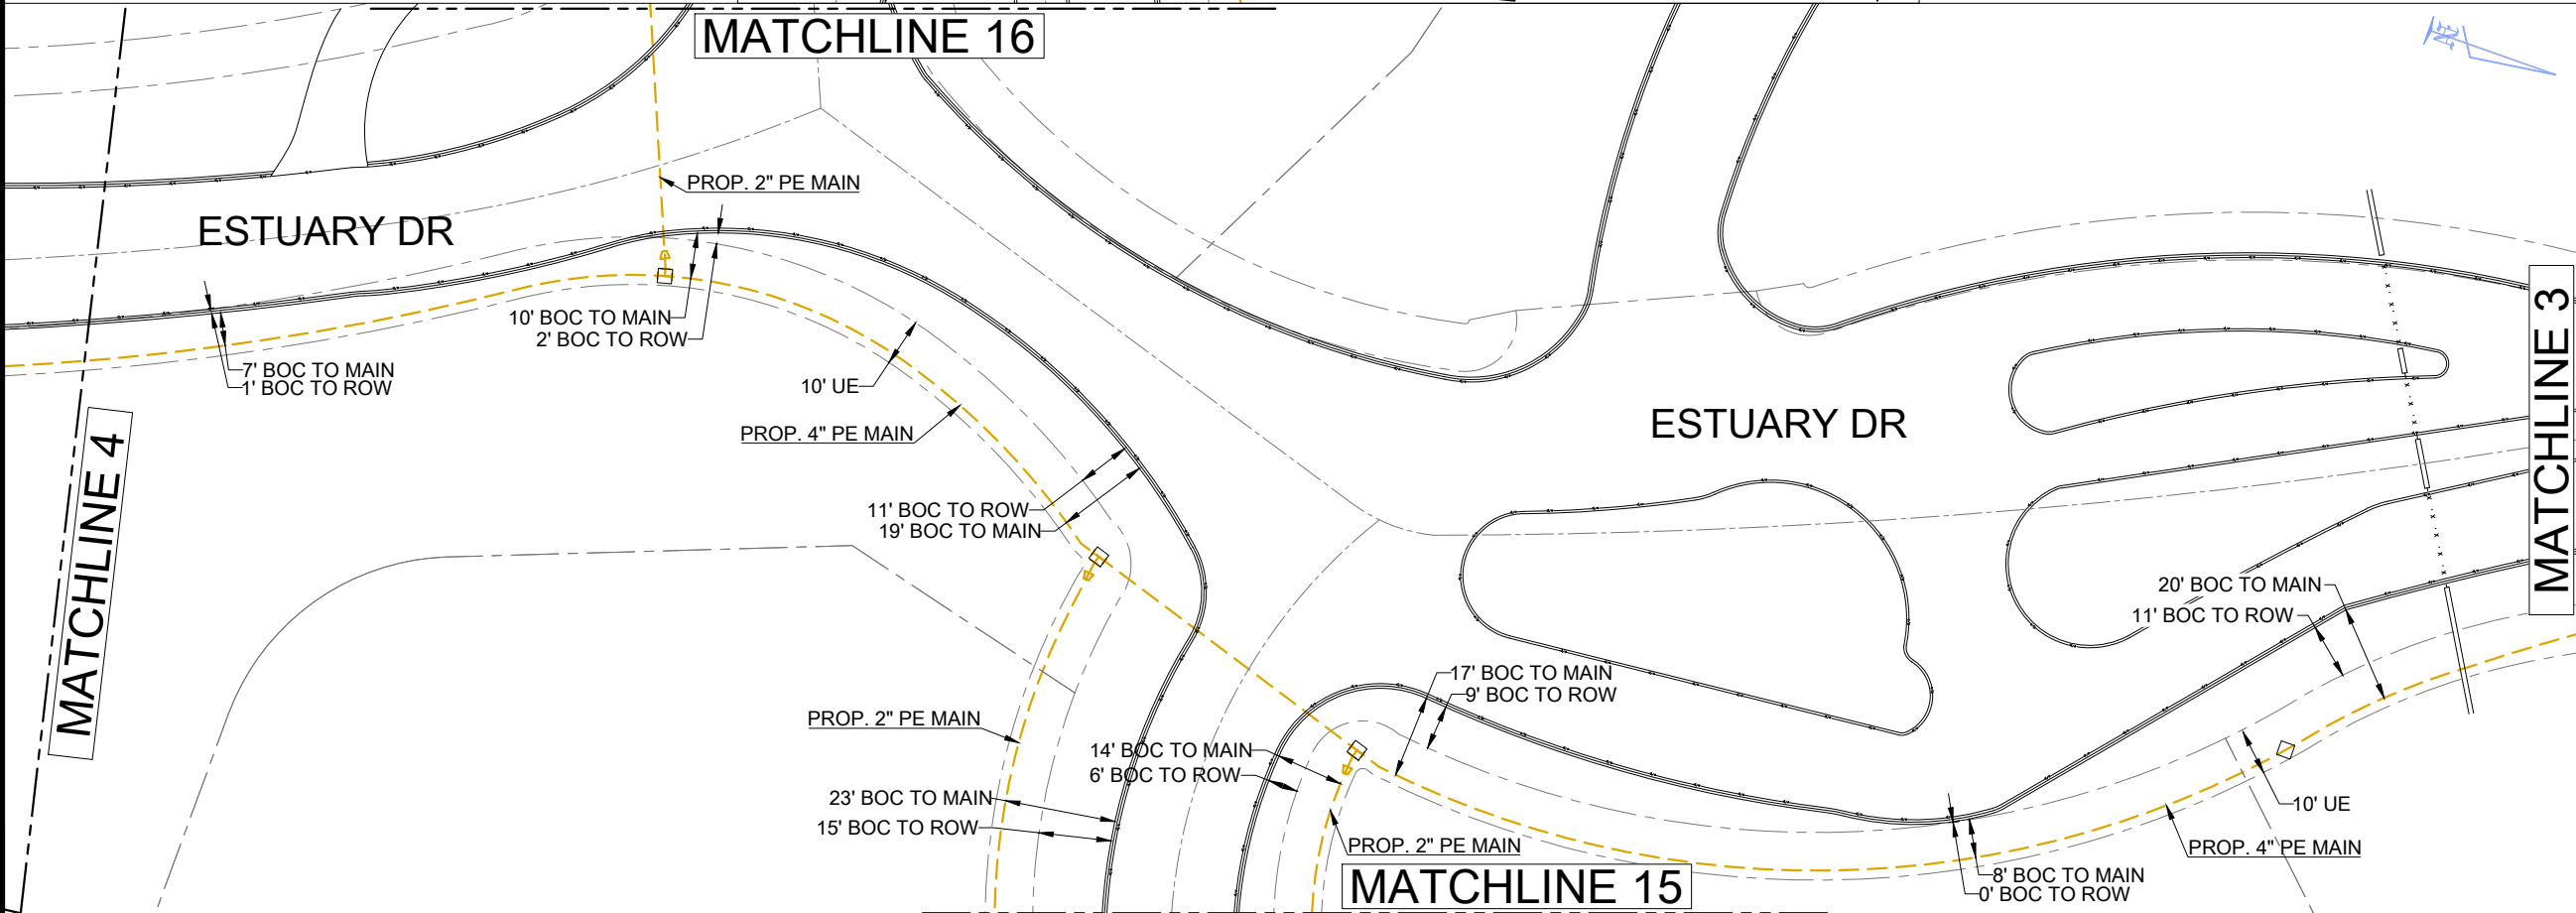 MATCHLINE 16
N
PROP. 2" PE MAIN
ESTUARY DR
10' BOC TO MAIN
2' BOC TO ROW
7' BOC TO MAIN
1' BOC TO ROW
10' UE
PROP. 4" PE MAIN
ESTUARY DR
MATCHLINE 3
MATCHLINE 4
11' BOC TO ROW
19' BOC TO MAIN
20' BOC TO MAIN
11' BOC TO ROW
17' BOC TO MAIN
9' BOC TO ROW
PROP. 2" PE MAIN
14' BOC TO MAIN
6' BOC TO ROW
23' BOC TO MAIN
15' BOC TO ROW
10' UE
PROP. 2" PE MAIN
PROP. 4" PE MAIN
MATCHLINE 15
8' BOC TO MAIN
0' BOC TO ROW